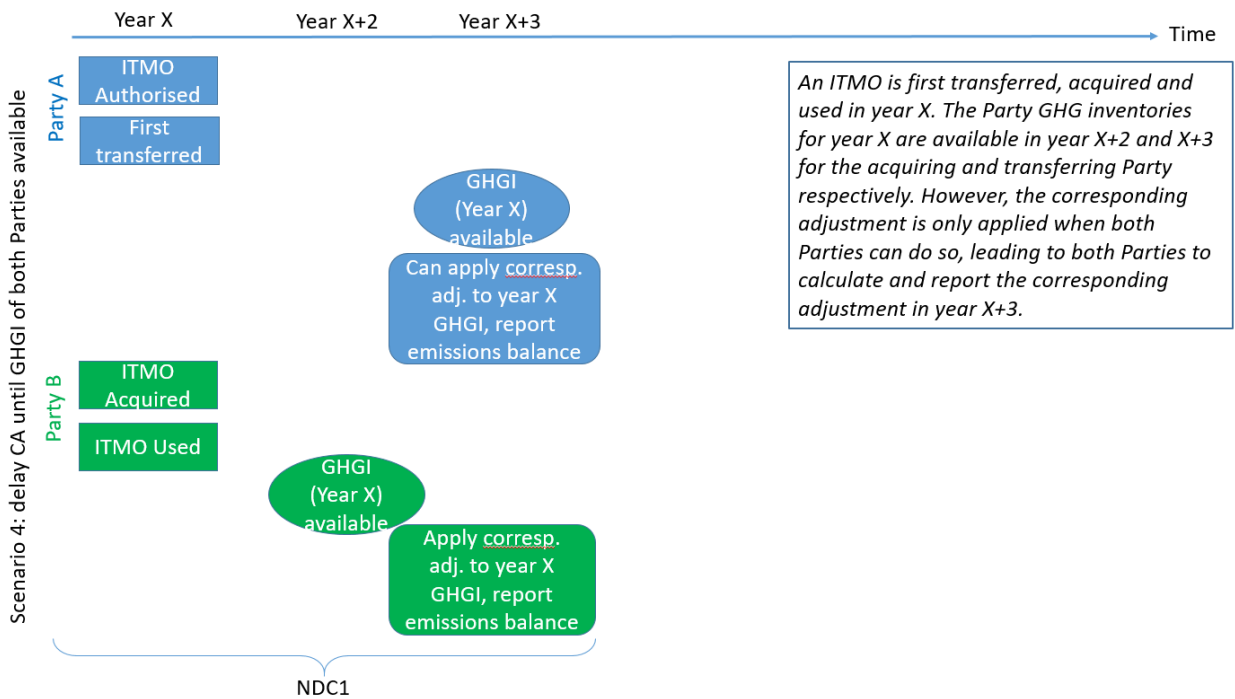 Year X
Year X+2
Year X+3
Time
Scenario 4: delay CA until GHGI of both Parties available
Party A
ITMO
Authorised
First
transferred
GHGI
(Year X)
available
Can apply corresp.
adj. to year X
GHGI, report
emissions balance
An ITMO is first transferred, acquired and
used in year X. The Party GHG inventories
for year X are available in year X+2 and X+3
for the acquiring and transferring Party
respectively. However, the corresponding
adjustment is only applied when both
Parties can do so, leading to both Parties to
calculate and report the corresponding
adjustment in year X+3.
Party B
ITMO
Acquired
ITMO Used
GHGI
(Year X)
available
Apply corresp.
adj. to year X
GHGI, report
emissions balance
NDC1